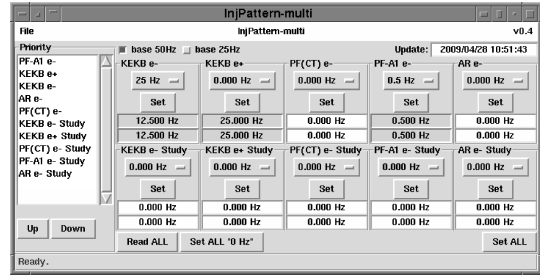 InjPattern-multi
File InjPattern-multi v0.4
Priority
base 50Hz base 25Hz Update: 2009/04/28 10:51:43
PF-A1 e-
KEKB e+
KEKB e-
AR e-
PF(CT) e-
KEKB e- Study
KEKB e+ Study
PF(CT) e- Study
PF-A1 e- Study
AR e- Study
Up Down
KEKB e- KEKB e+ PF(CT) e- PF-A1 e- AR e-
25 Hz 0.000 Hz 0.000 Hz 0.5 Hz 0.000 Hz
Set Set Set Set Set
12.500 Hz 25.000 Hz 0.000 Hz 0.500 Hz 0.000 Hz
12.500 Hz 25.000 Hz 0.000 Hz 0.500 Hz 0.000 Hz
KEKB e- Study KEKB e+ Study PF(CT) e- Study PF-A1 e- Study AR e- Study
0.000 Hz 0.000 Hz 0.000 Hz 0.000 Hz 0.000 Hz
Set Set Set Set Set
0.000 Hz 0.000 Hz 0.000 Hz 0.000 Hz 0.000 Hz
0.000 Hz 0.000 Hz 0.000 Hz 0.000 Hz 0.000 Hz
Read ALL Set ALL "0 Hz" Set ALL
Ready.